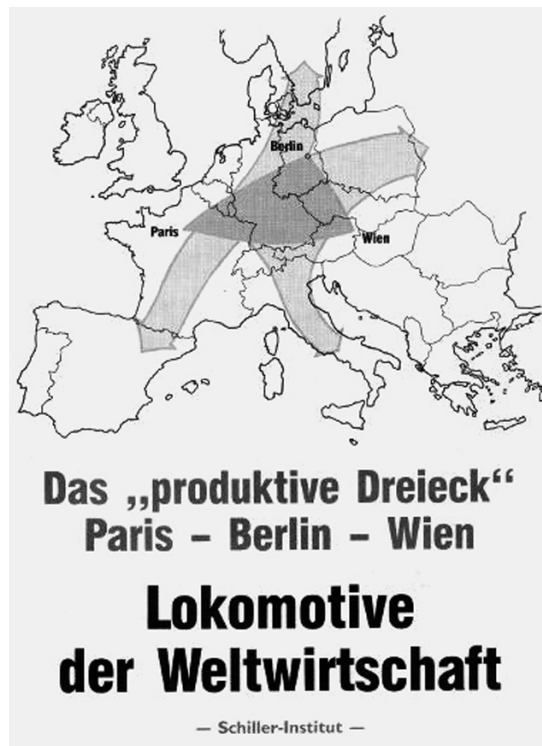 Berlin
Paris
Wien
Das „produktive Dreieck“
Paris – Berlin – Wien
Lokomotive
der Weltwirtschaft
— Schiller-Institut —